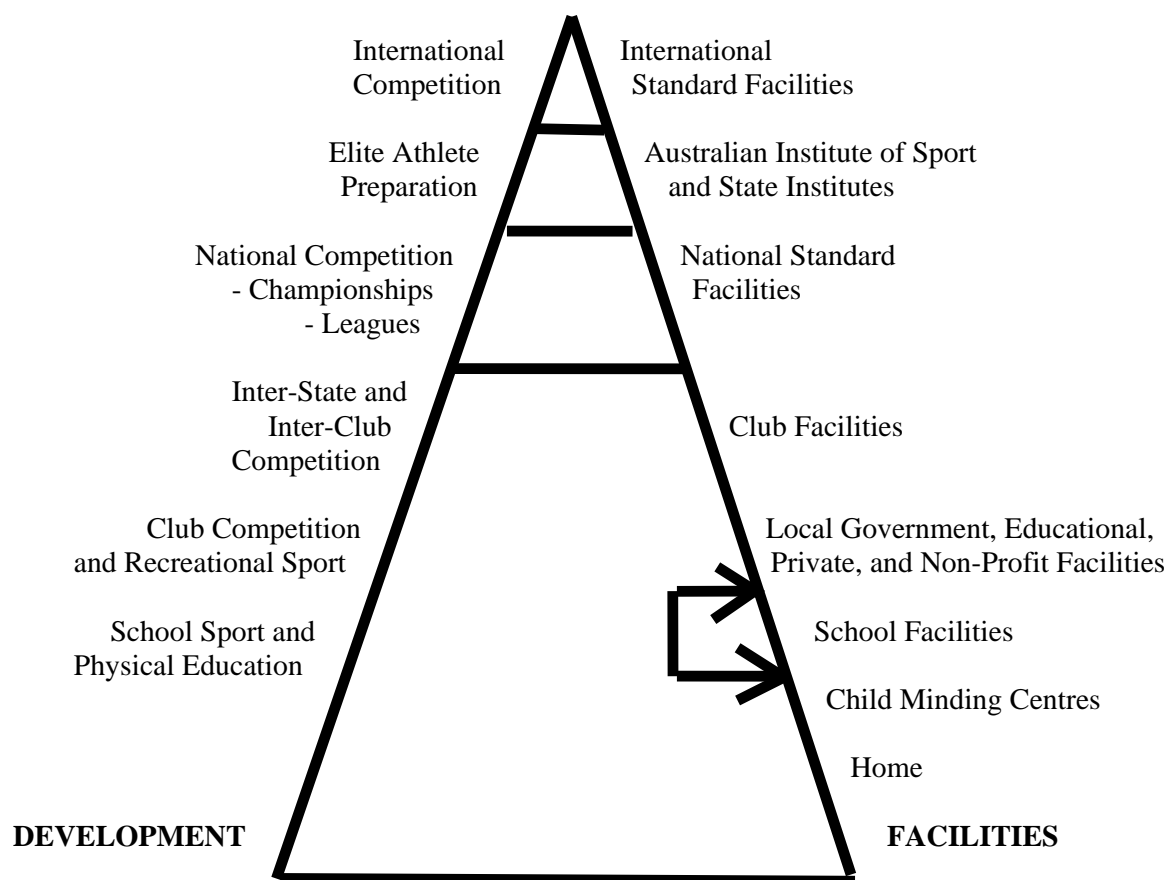 International
Competition
International
Standard Facilities
Elite Athlete
Preparation
Australian Institute of Sport
and State Institutes
National Competition
- Championships
- Leagues
National Standard
Facilities
Inter-State and
Inter-Club
Competition
Club Facilities
Club Competition
and Recreational Sport
Local Government, Educational,
Private, and Non-Profit Facilities
School Sport and
Physical Education
School Facilities
Child Minding Centres
Home
DEVELOPMENT
FACILITIES